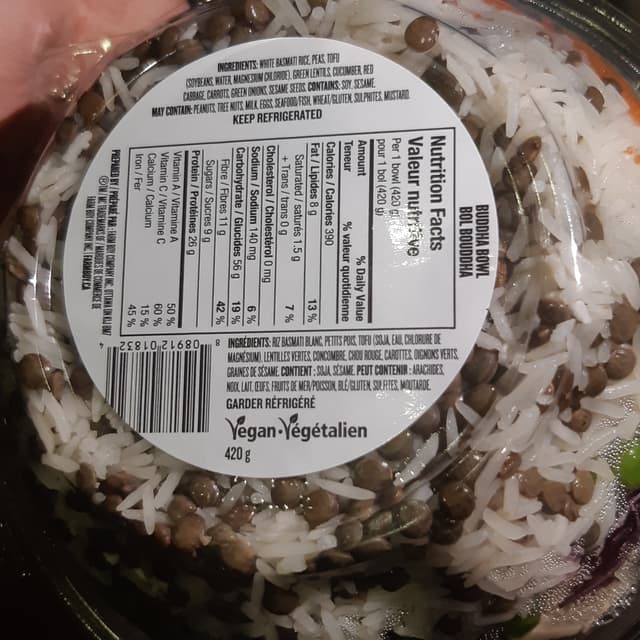 INGREDIENTS: WHITE BASMATI RICE, PEAS, TOFU
(SOYBEANS, WATER, MAGNESIUM CHLORIDE), GREEN LENTILS, CUCUMBER, RED
CABBAGE, CARROTS, GREEN ONIONS, SESAME SEEDS. CONTAINS: SOY, SESAME.
MAY CONTAIN: PEANUTS, TREE NUTS, MILK, EGGS, SEAFOOD/FISH, WHEAT/GLUTEN, SULPHITES, MUSTARD.
KEEP REFRIGERATED
BUDDHA BOWL
BOL BOUDDHA
Nutrition Facts
Valeur nutritive
Per 1 bowl (420 g)
pour 1 bol (420 g)
Amount % Daily Value
Teneur % valeur quotidienne
Calories / Calories 390
Fat / Lipides 8 g 13 %
Saturated / saturés 1.5 g
+ Trans / trans 0 g 7 %
Cholesterol / Cholestérol 0 mg
Sodium / Sodium 140 mg 6 %
Carbohydrate / Glucides 56 g 19 %
Fibre / Fibres 11 g 42 %
Sugars / Sucres 9 g
Protein / Protéines 26 g
Vitamin A / Vitamine A 50 %
Vitamin C / Vitamine C 60 %
Calcium / Calcium 15 %
Iron / Fer 45 %
PREPARED BY / PRÉPARÉ PAR:
INGRÉDIENTS: RIZ BASMATI BLANC, PETITS POIS, TOFU (SOJA, EAU, CHLORURE DE
MAGNÉSIUM), LENTILLES VERTES, CONCOMBRE, CHOU ROUGE, CAROTTES, OIGNONS VERTS,
GRAINES DE SÉSAME. CONTIENT : SOJA, SÉSAME. PEUT CONTENIR : ARACHIDES,
NOIX, LAIT, ŒUFS, FRUITS DE MER/POISSON, BLÉ/GLUTEN, SULFITES, MOUTARDE.
GARDER RÉFRIGÉRÉ
Vegan • Végétalien
420 g
8 08912 01832 4